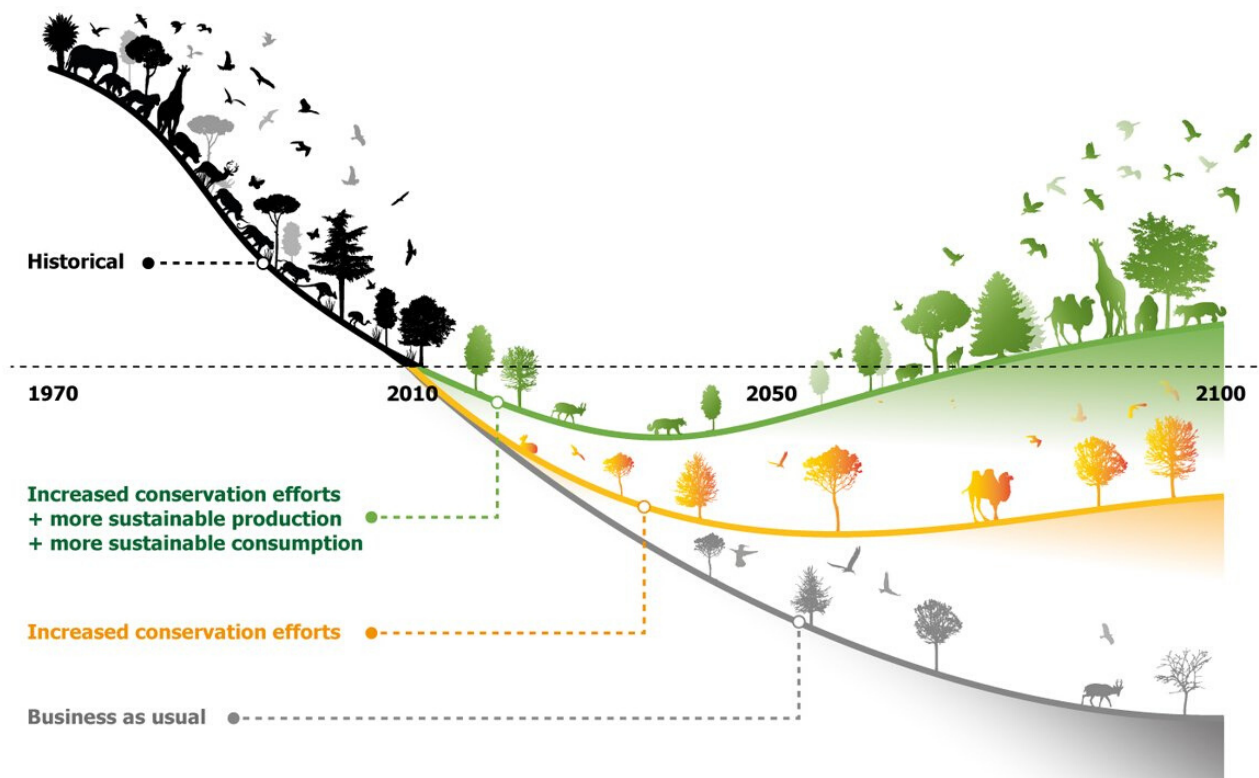 Historical
1970 2010 2050 2100
Increased conservation efforts
+ more sustainable production
+ more sustainable consumption
Increased conservation efforts
Business as usual